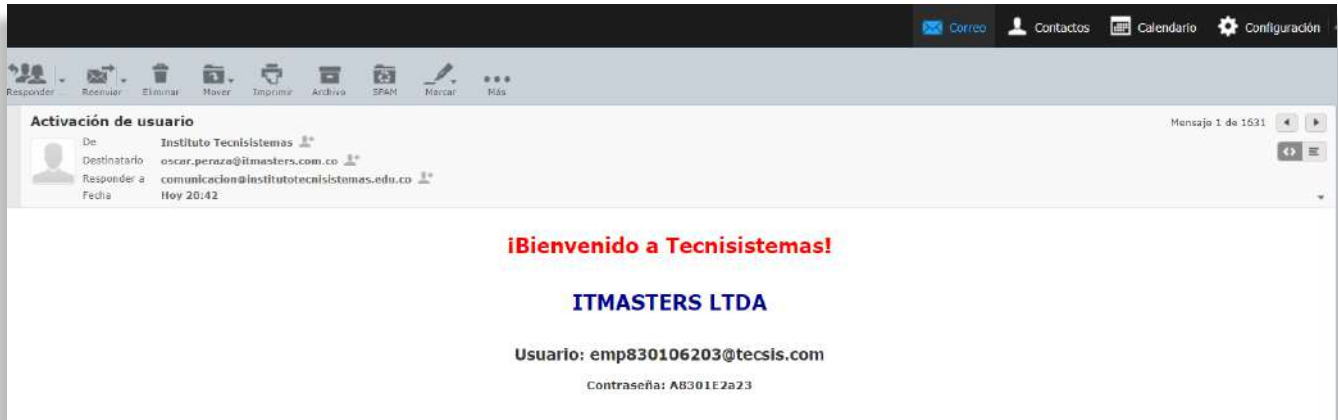 Correo Contactos Calendario Configuración
Responder ... Reenviar Eliminar Mover Imprimir Archivo SPAM Marcar Más
Activación de usuario
Mensaje 1 de 1631
De Instituto Tecnisistemas
Destinatario oscar.peraza@itmasters.com.co
Responder a comunicacion@institutotecnisistemas.edu.co
Fecha Hoy 20:42
¡Bienvenido a Tecnisistemas!
ITMASTERS LTDA
Usuario: emp830106203@tecsis.com
Contraseña: A8301E2a23